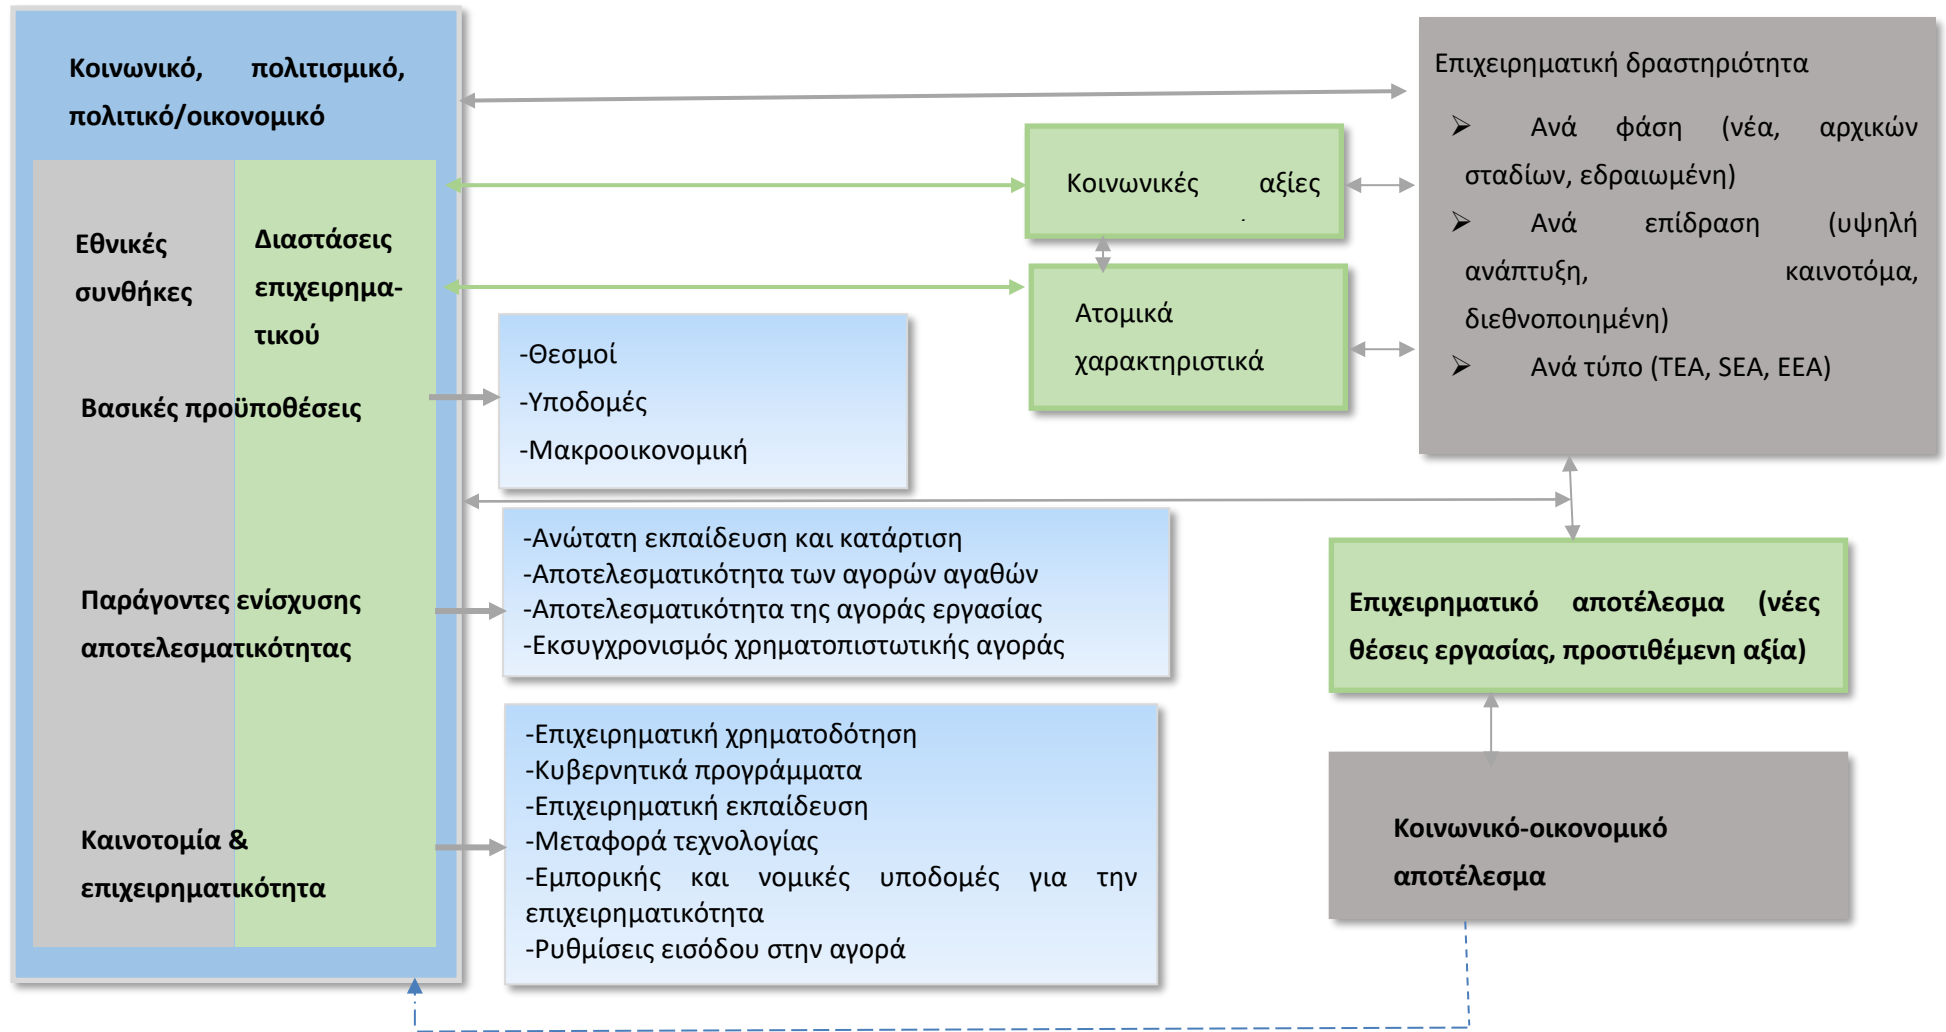 Κοινωνικό, πολιτισμικό,
πολιτικό/οικονομικό
Εθνικές
συνθήκες
Διαστάσεις
επιχειρημα-
τικού
Βασικές προϋποθέσεις
Παράγοντες ενίσχυσης
αποτελεσματικότητας
Καινοτομία &
επιχειρηματικότητα
-Θεσμοί
-Υποδομές
-Μακροοικονομική
-Ανώτατη εκπαίδευση και κατάρτιση
-Αποτελεσματικότητα των αγορών αγαθών
-Αποτελεσματικότητα της αγοράς εργασίας
-Εκσυγχρονισμός χρηματοπιστωτικής αγοράς
-Επιχειρηματική χρηματοδότηση
-Κυβερνητικά προγράμματα
-Επιχειρηματική εκπαίδευση
-Μεταφορά τεχνολογίας
-Εμπορικής και νομικές υποδομές για την
επιχειρηματικότητα
-Ρυθμίσεις εισόδου στην αγορά
Κοινωνικές αξίες
Ατομικά
χαρακτηριστικά
Επιχειρηματική δραστηριότητα
➢ Ανά φάση (νέα, αρχικών
σταδίων, εδραιωμένη)
➢ Ανά επίδραση (υψηλή
ανάπτυξη, καινοτόμα,
διεθνοποιημένη)
➢ Ανά τύπο (TEA, SEA, EEA)
Επιχειρηματικό αποτέλεσμα (νέες
θέσεις εργασίας, προστιθέμενη αξία)
Κοινωνικό-οικονομικό
αποτέλεσμα